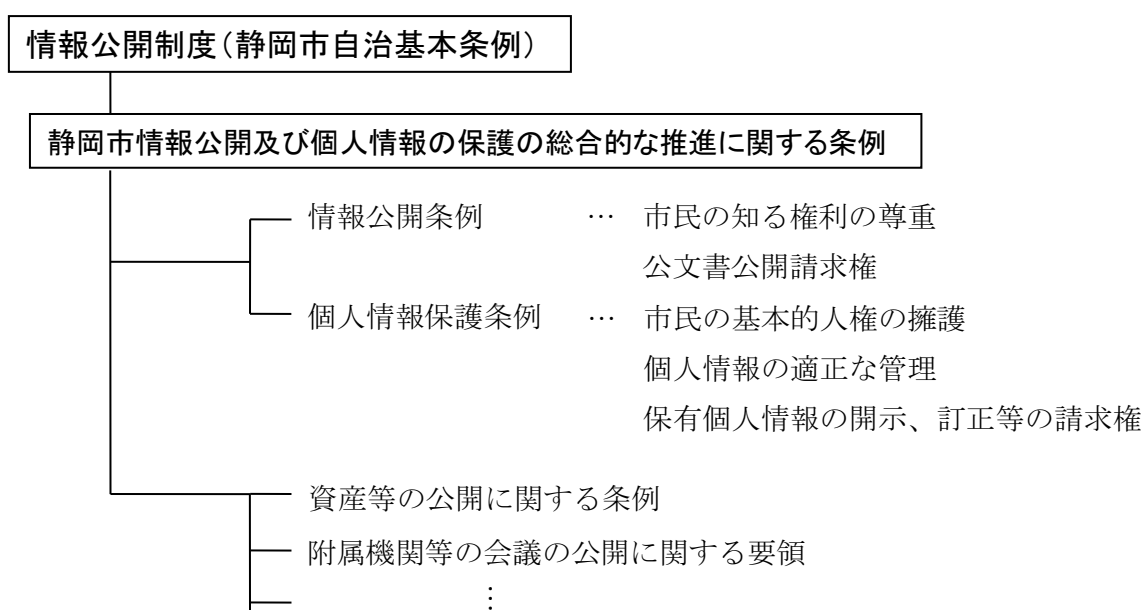 情報公開制度（静岡市自治基本条例）
静岡市情報公開及び個人情報の保護の総合的な推進に関する条例
情報公開条例 … 市民の知る権利の尊重
公文書公開請求権
個人情報保護条例 … 市民の基本的人権の擁護
個人情報の適正な管理
保有個人情報の開示、訂正等の請求権
資産等の公開に関する条例
附属機関等の会議の公開に関する要領
⋮